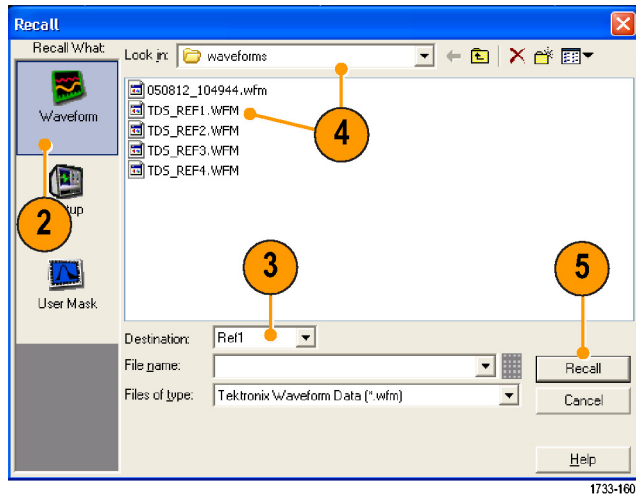 Recall
Recall What:
Look in: waveforms
Waveform
050812_104944.wfm
TDS_REF1.WFM
TDS_REF2.WFM
TDS_REF3.WFM
TDS_REF4.WFM
4
2
3
5
User Mask
Destination: Ref1
File name:
Recall
Files of type: Tektronix Waveform Data (*.wfm)
Cancel
Help
1733-160